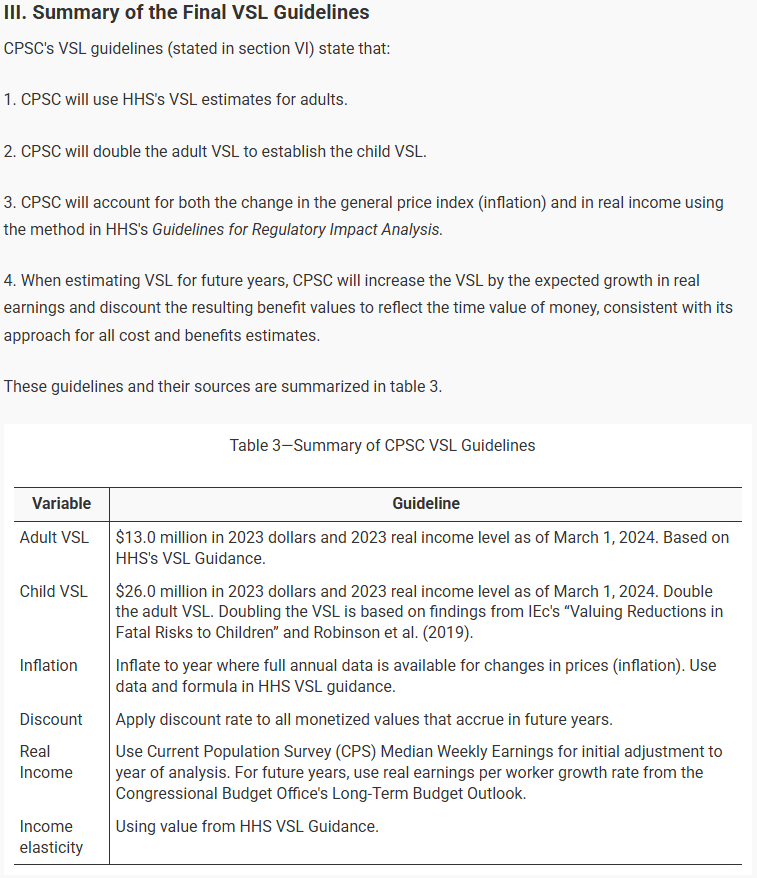 III. Summary of the Final VSL Guidelines
CPSC's VSL guidelines (stated in section VI) state that:
1. CPSC will use HHS's VSL estimates for adults.
2. CPSC will double the adult VSL to establish the child VSL.
3. CPSC will account for both the change in the general price index (inflation) and in real income using
the method in HHS's Guidelines for Regulatory Impact Analysis.
4. When estimating VSL for future years, CPSC will increase the VSL by the expected growth in real
earnings and discount the resulting benefit values to reflect the time value of money, consistent with its
approach for all cost and benefits estimates.
These guidelines and their sources are summarized in table 3.
Table 3—Summary of CPSC VSL Guidelines
Variable Guideline
Adult VSL $13.0 million in 2023 dollars and 2023 real income level as of March 1, 2024. Based on
HHS's VSL Guidance.
Child VSL $26.0 million in 2023 dollars and 2023 real income level as of March 1, 2024. Double
the adult VSL. Doubling the VSL is based on findings from IEc's “Valuing Reductions in
Fatal Risks to Children” and Robinson et al. (2019).
Inflation Inflate to year where full annual data is available for changes in prices (inflation). Use
data and formula in HHS VSL guidance.
Discount Apply discount rate to all monetized values that accrue in future years.
Real Use Current Population Survey (CPS) Median Weekly Earnings for initial adjustment to
Income year of analysis. For future years, use real earnings per worker growth rate from the
Congressional Budget Office's Long-Term Budget Outlook.
Income Using value from HHS VSL Guidance.
elasticity